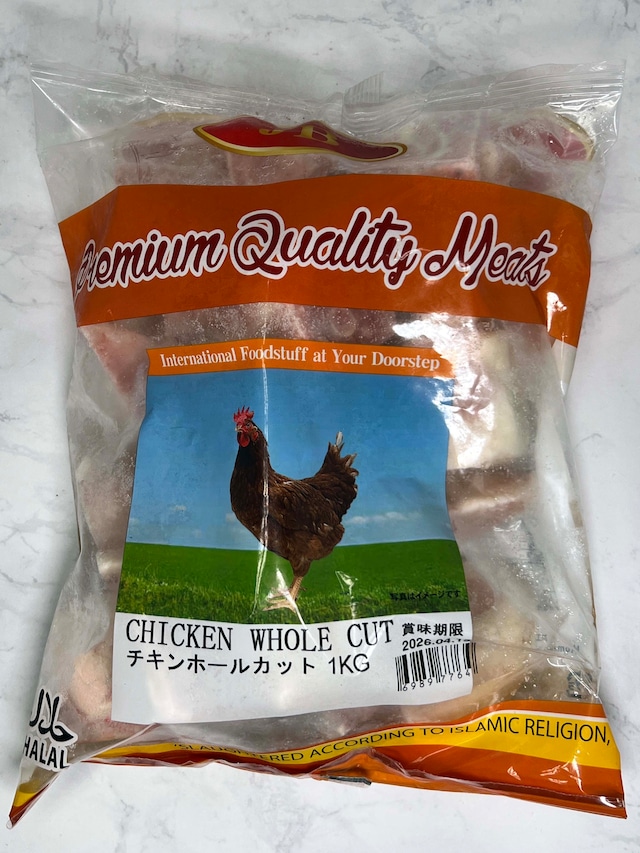 Premium Quality Meats
International Foodstuff at Your Doorstep
写真はイメージです
CHICKEN WHOLE CUT
チキンホールカット 1KG
賞味期限
حلال
HALAL
SLAUGHTERED ACCORDING TO ISLAMIC RELIGION,